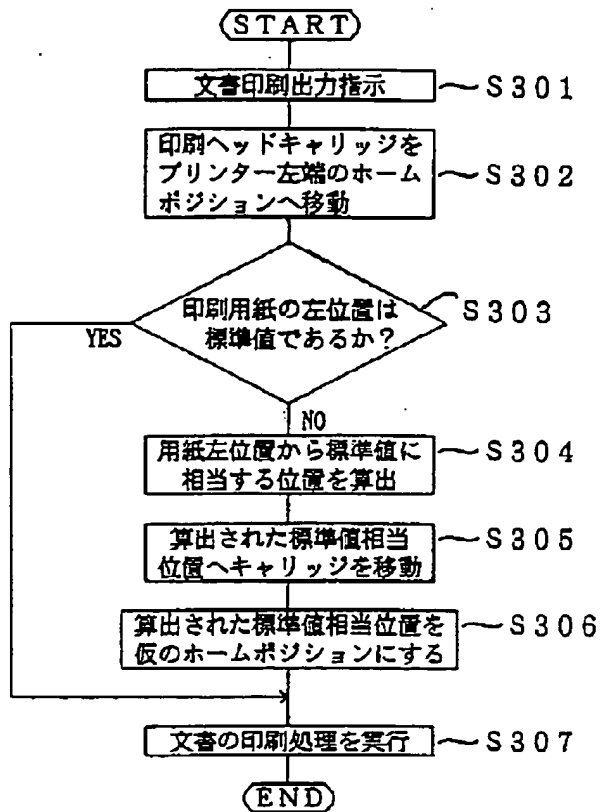 START
文書印刷出力指示
S301
印刷ヘッドキャリッジを
プリンター左端のホーム
ポジションへ移動
S302
印刷用紙の左位置は
標準値であるか?
S303
YES
NO
用紙左位置から標準値に
相当する位置を算出
S304
算出された標準値相当
位置へキャリッジを移動
S305
算出された標準値相当位置を
仮のホームポジションにする
S306
文書の印刷処理を実行
S307
END